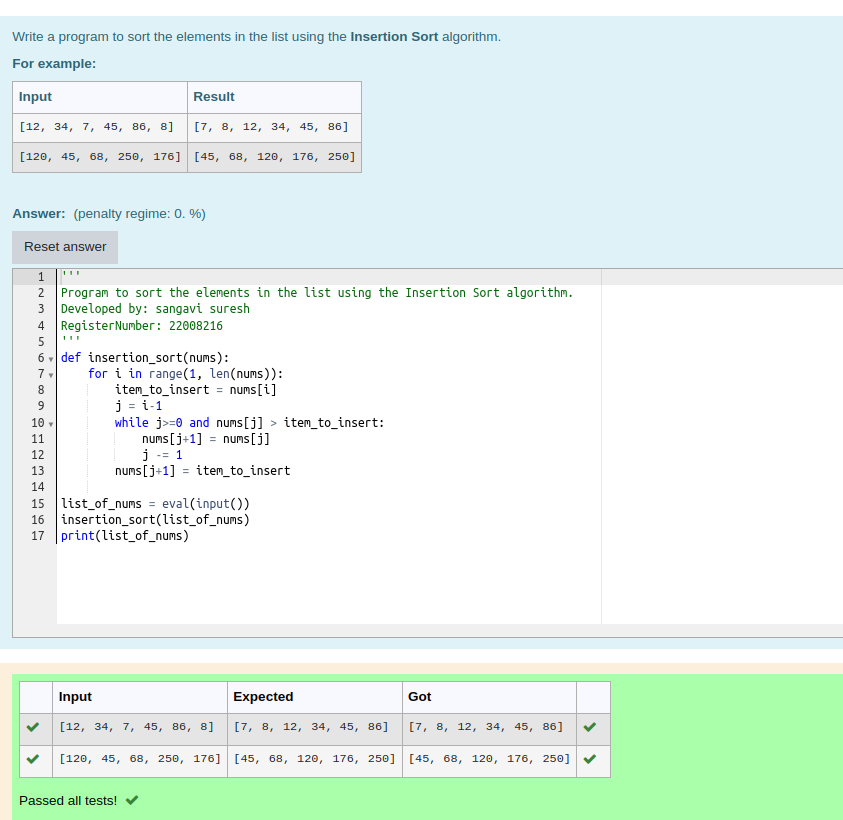 Write a program to sort the elements in the list using the Insertion Sort algorithm.
For example:
Input Result
[12, 34, 7, 45, 86, 8] [7, 8, 12, 34, 45, 86]
[120, 45, 68, 250, 176] [45, 68, 120, 176, 250]
Answer: (penalty regime: 0. %)
Reset answer
1 '''
2 Program to sort the elements in the list using the Insertion Sort algorithm.
3 Developed by: sangavi suresh
4 RegisterNumber: 22008216
5 '''
6 def insertion_sort(nums):
7     for i in range(1, len(nums)):
8         item_to_insert = nums[i]
9         j = i-1
10         while j>=0 and nums[j] > item_to_insert:
11             nums[j+1] = nums[j]
12             j -= 1
13         nums[j+1] = item_to_insert
14
15 list_of_nums = eval(input())
16 insertion_sort(list_of_nums)
17 print(list_of_nums)
Input Expected Got
[12, 34, 7, 45, 86, 8] [7, 8, 12, 34, 45, 86] [7, 8, 12, 34, 45, 86]
[120, 45, 68, 250, 176] [45, 68, 120, 176, 250] [45, 68, 120, 176, 250]
Passed all tests!